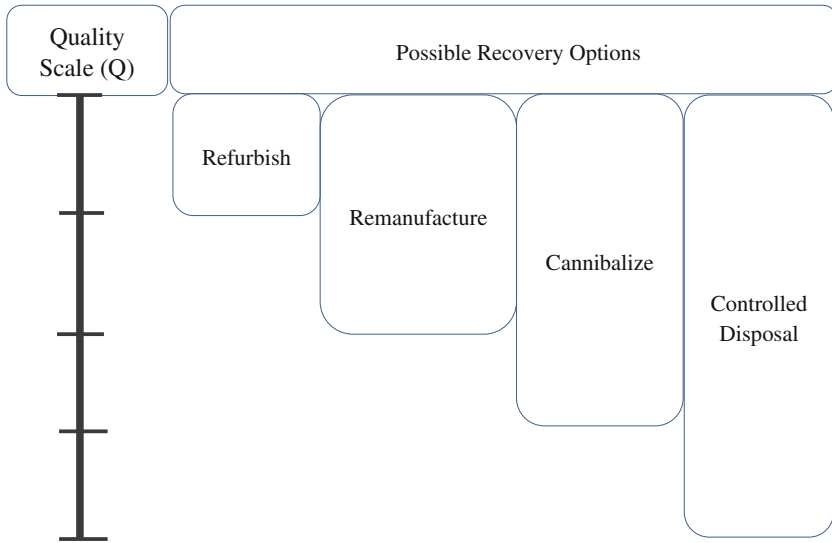 Quality
Scale (Q)
Possible Recovery Options
Refurbish
Remanufacture
Cannibalize
Controlled
Disposal